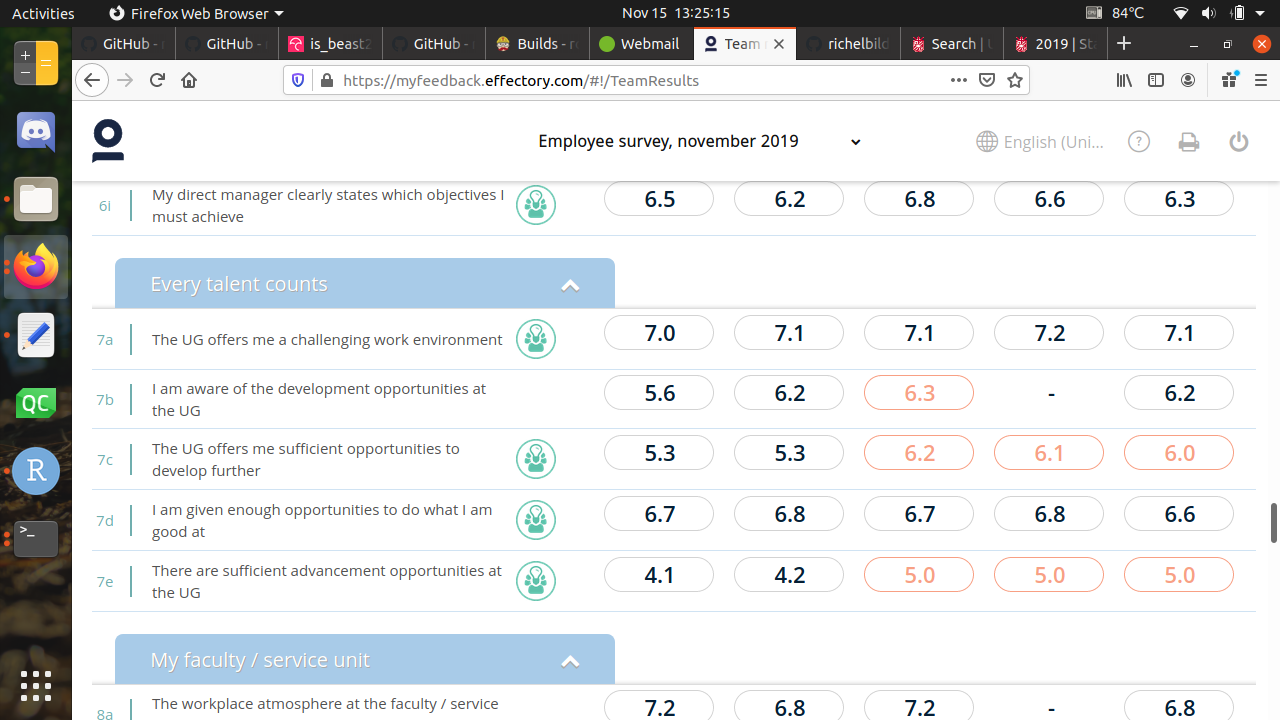 Activities
Firefox Web Browser
Nov 15 13:25:15
84°C
GitHub -
GitHub -
is_beast2
GitHub -
Builds - r
Webmail
Team
richelbild
Search | U
2019 | Sta
https://myfeedback.effectory.com/#!/TeamResults
Employee survey, november 2019
English (Uni...
?
6i
My direct manager clearly states which objectives I
must achieve
6.5 6.2 6.8 6.6 6.3
Every talent counts
7a
The UG offers me a challenging work environment
7.0 7.1 7.1 7.2 7.1
7b
I am aware of the development opportunities at
the UG
5.6 6.2 6.3 - 6.2
7c
The UG offers me sufficient opportunities to
develop further
5.3 5.3 6.2 6.1 6.0
7d
I am given enough opportunities to do what I am
good at
6.7 6.8 6.7 6.8 6.6
7e
There are sufficient advancement opportunities at
the UG
4.1 4.2 5.0 5.0 5.0
My faculty / service unit
8a
The workplace atmosphere at the faculty / service
7.2 6.8 7.2 - 6.8
QC
R
>_